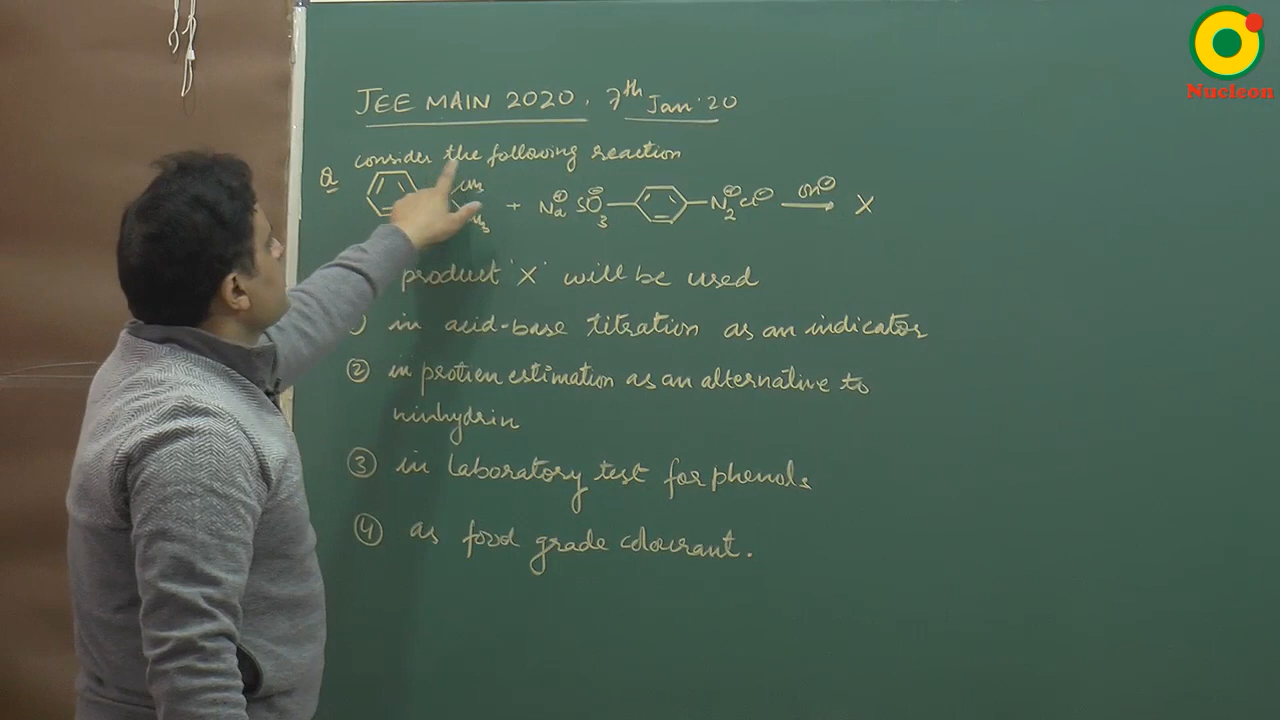 Nucleon
JEE MAIN 2020, 7th Jan.'20
Q consider the following reaction
CH3 + Na⊕ SO3⊖ N2⊕ Cl⊖ OH⊖ X
CH3
product 'X' will be used
in acid-base titration as an indicator
② in protien estimation as an alternative to
ninhydrin
③ in laboratory test for phenols
④ as food grade colourant.